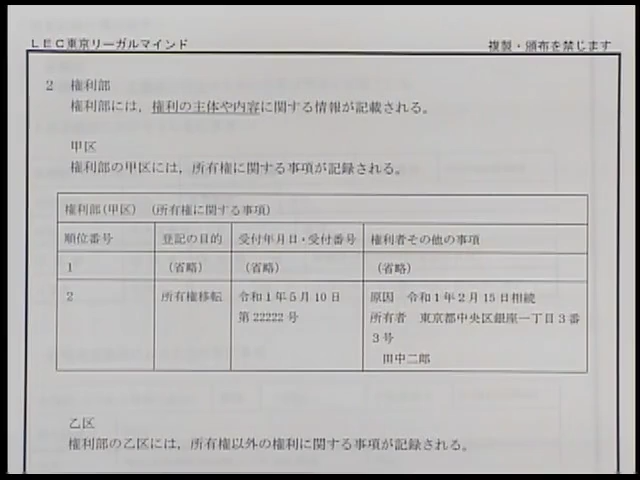 LEC東京リーガルマインド 複製・頒布を禁じます
2 権利部
権利部には，権利の主体や内容に関する情報が記載される。
甲区
権利部の甲区には，所有権に関する事項が記録される。
権利部（甲区）（所有権に関する事項）
順位番号 登記の目的 受付年月日・受付番号 権利者その他の事項
1 （省略） （省略） （省略）
2 所有権移転 令和1年5月10日 原因 令和1年2月15日相続
第22222号 所有者 東京都中央区銀座一丁目3番
3号
田中二郎
乙区
権利部の乙区には，所有権以外の権利に関する事項が記録される。